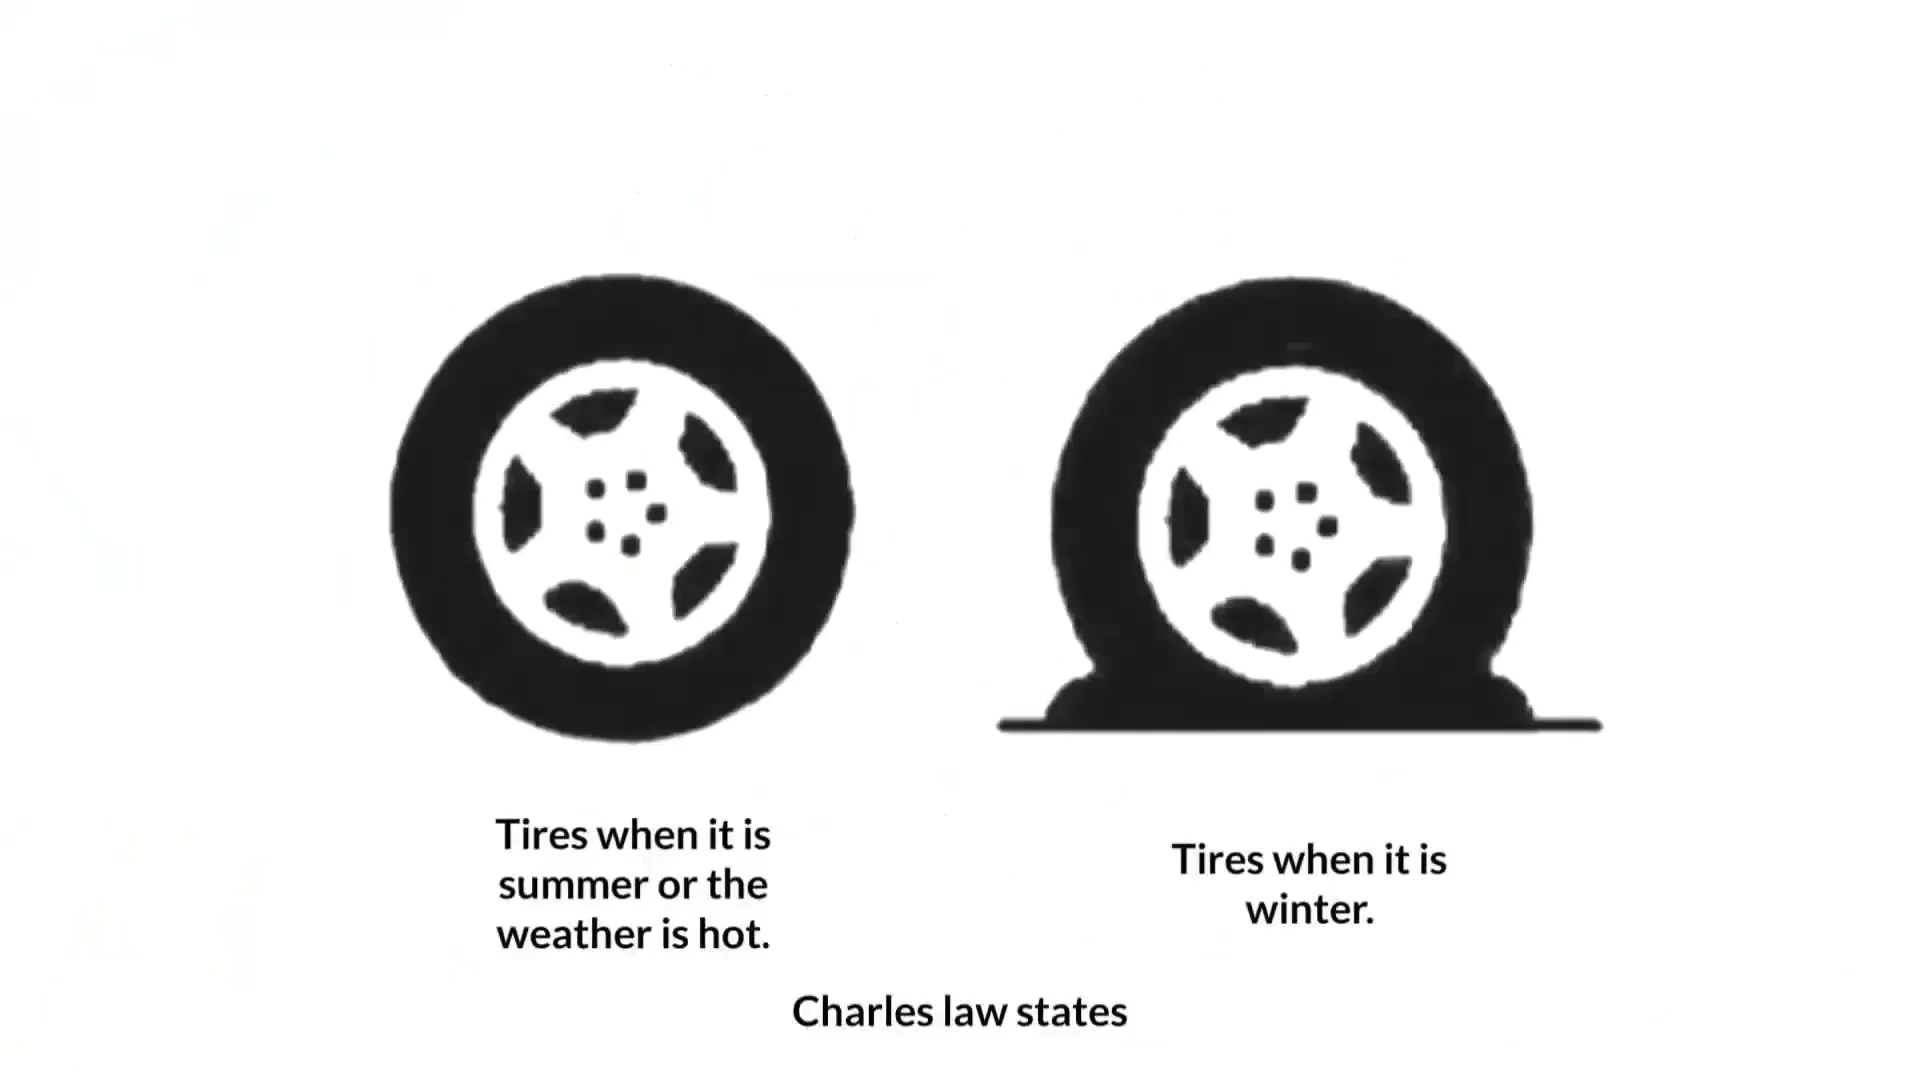 Tires when it is
summer or the
weather is hot.
Tires when it is
winter.
Charles law states